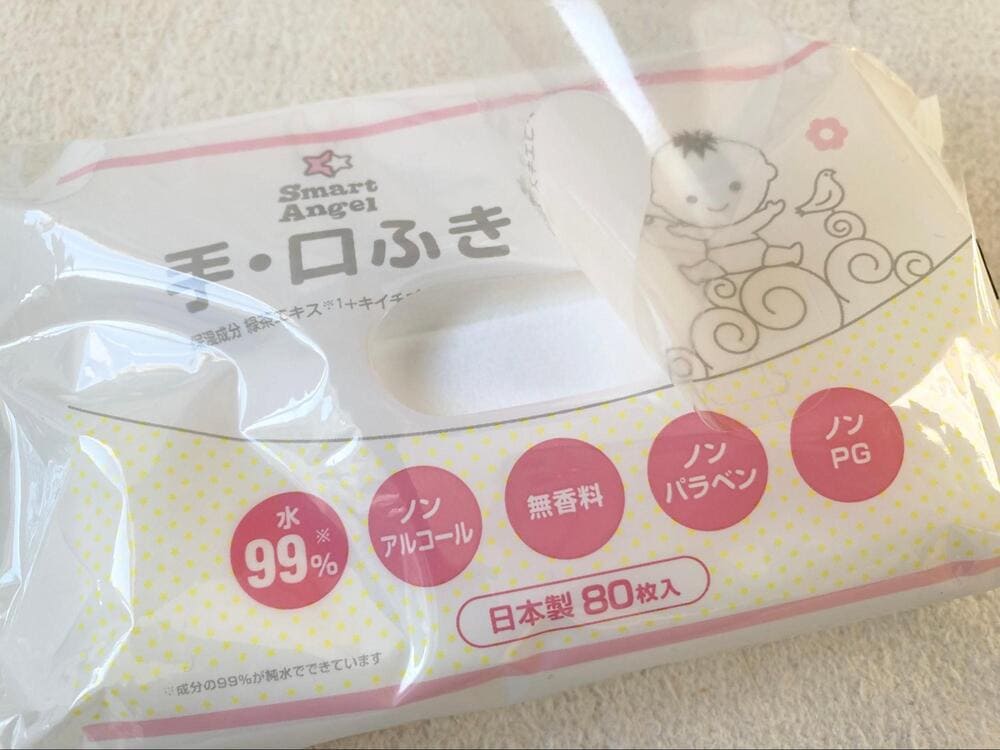 Smart
Angel
手・口ふき
保湿成分 緑茶エキス※1+キイチ
水
99%※
ノン
アルコール
無香料
ノン
パラベン
ノン
PG
日本製 80枚入
※成分の99%が純水でできています